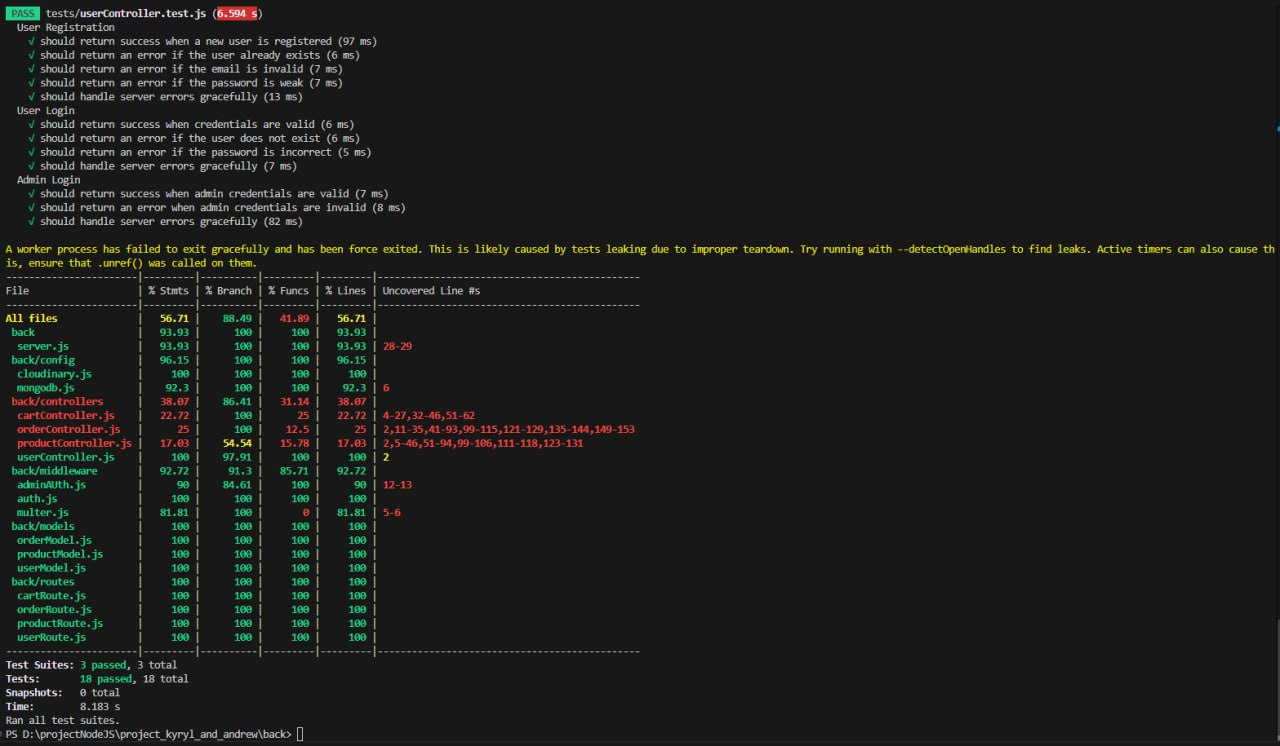 PASS tests/userController.test.js (6.594 s)
User Registration
√ should return success when a new user is registered (97 ms)
√ should return an error if the user already exists (6 ms)
√ should return an error if the email is invalid (7 ms)
√ should return an error if the password is weak (7 ms)
√ should handle server errors gracefully (13 ms)
User Login
√ should return success when credentials are valid (6 ms)
√ should return an error if the user does not exist (6 ms)
√ should return an error if the password is incorrect (5 ms)
√ should handle server errors gracefully (7 ms)
Admin Login
√ should return success when admin credentials are valid (7 ms)
√ should return an error when admin credentials are invalid (8 ms)
√ should handle server errors gracefully (82 ms)
A worker process has failed to exit gracefully and has been force exited. This is likely caused by tests leaking due to improper teardown. Try running with --detectOpenHandles to find leaks. Active timers can also cause th
is, ensure that .unref() was called on them.
----------------------|---------|----------|---------|---------|-------------------------------------------
File | % Stmts | % Branch | % Funcs | % Lines | Uncovered Line #s
----------------------|---------|----------|---------|---------|-------------------------------------------
All files | 56.71 | 88.49 | 41.89 | 56.71 |
back | 93.93 | 100 | 100 | 93.93 |
server.js | 93.93 | 100 | 100 | 93.93 | 28-29
back/config | 96.15 | 100 | 100 | 96.15 |
cloudinary.js | 100 | 100 | 100 | 100 |
mongodb.js | 92.3 | 100 | 100 | 92.3 | 6
back/controllers | 38.07 | 86.41 | 31.14 | 38.07 |
cartController.js | 22.72 | 100 | 25 | 22.72 | 4-27,32-46,51-62
orderController.js | 25 | 100 | 12.5 | 25 | 2,11-35,41-93,99-115,121-129,135-144,149-153
productController.js | 17.03 | 54.54 | 15.78 | 17.03 | 2,5-46,51-94,99-106,111-118,123-131
userController.js | 100 | 97.91 | 100 | 100 | 2
back/middleware | 92.72 | 91.3 | 85.71 | 92.72 |
adminAUth.js | 90 | 84.61 | 100 | 90 | 12-13
auth.js | 100 | 100 | 100 | 100 |
multer.js | 81.81 | 100 | 0 | 81.81 | 5-6
back/models | 100 | 100 | 100 | 100 |
orderModel.js | 100 | 100 | 100 | 100 |
productModel.js | 100 | 100 | 100 | 100 |
userModel.js | 100 | 100 | 100 | 100 |
back/routes | 100 | 100 | 100 | 100 |
cartRoute.js | 100 | 100 | 100 | 100 |
orderRoute.js | 100 | 100 | 100 | 100 |
productRoute.js | 100 | 100 | 100 | 100 |
userRoute.js | 100 | 100 | 100 | 100 |
----------------------|---------|----------|---------|---------|-------------------------------------------
Test Suites: 3 passed, 3 total
Tests: 18 passed, 18 total
Snapshots: 0 total
Time: 8.183 s
Ran all test suites.
PS D:\projectNodeJS\project_kyryl_and_andrew\back>